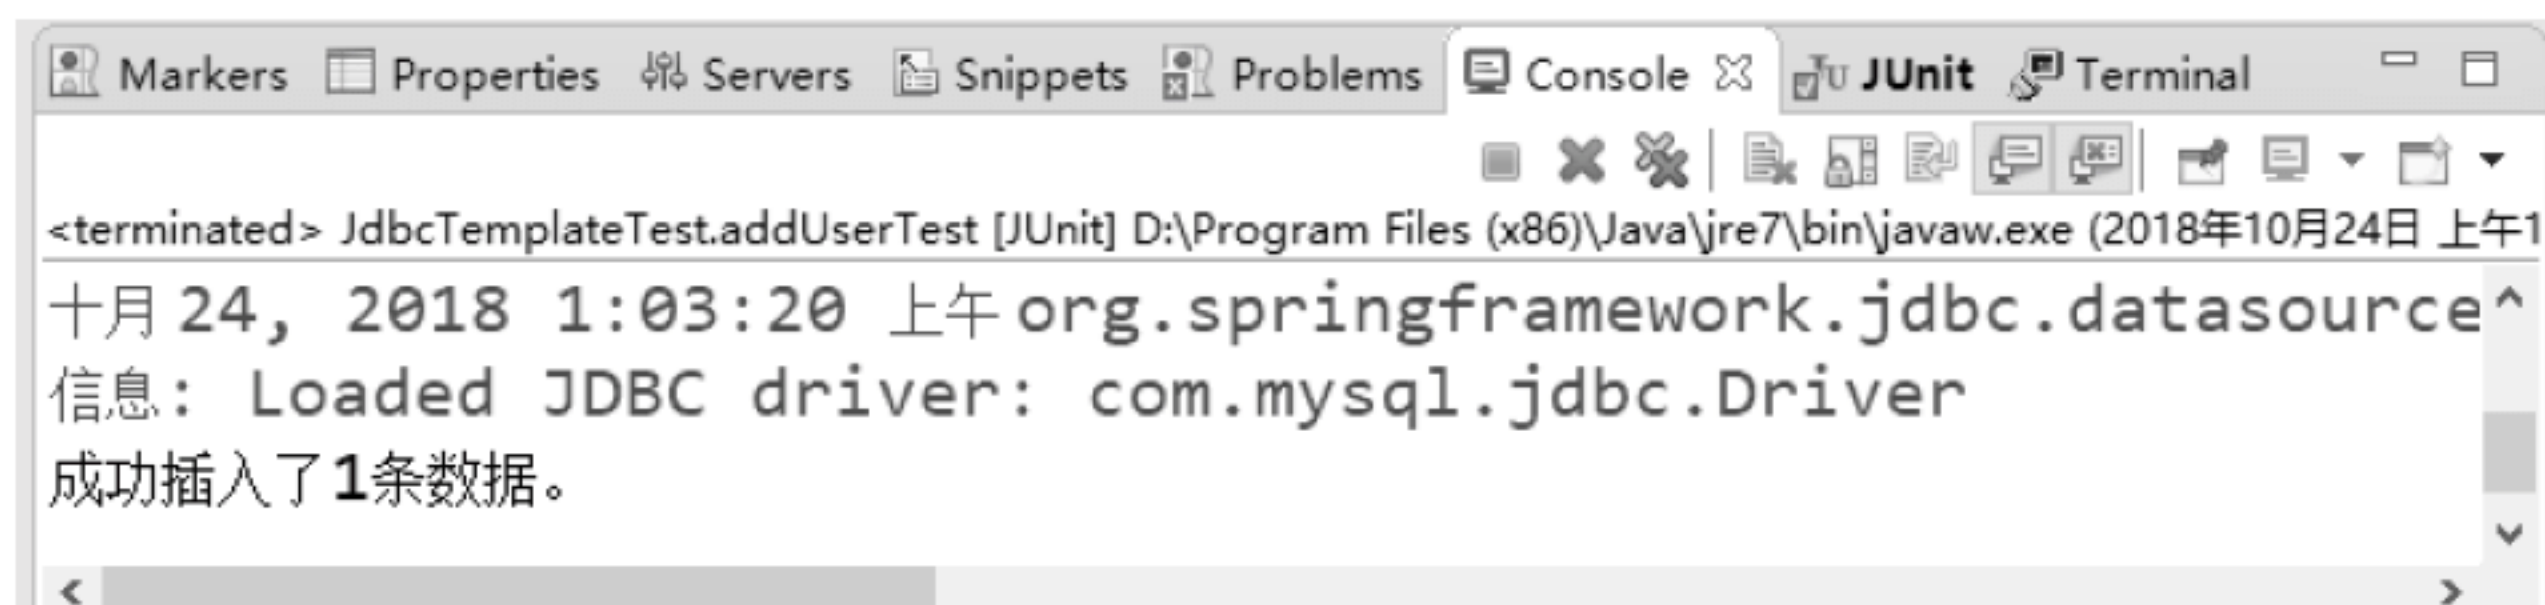 Markers Properties Servers Snippets Problems Console JUnit Terminal
<terminated> JdbcTemplateTest.addUserTest [JUnit] D:\Program Files (x86)\Java\jre7\bin\javaw.exe (2018年10月24日 上午1
十月 24, 2018 1:03:20 上午 org.springframework.jdbc.datasource
信息: Loaded JDBC driver: com.mysql.jdbc.Driver
成功插入了1条数据。